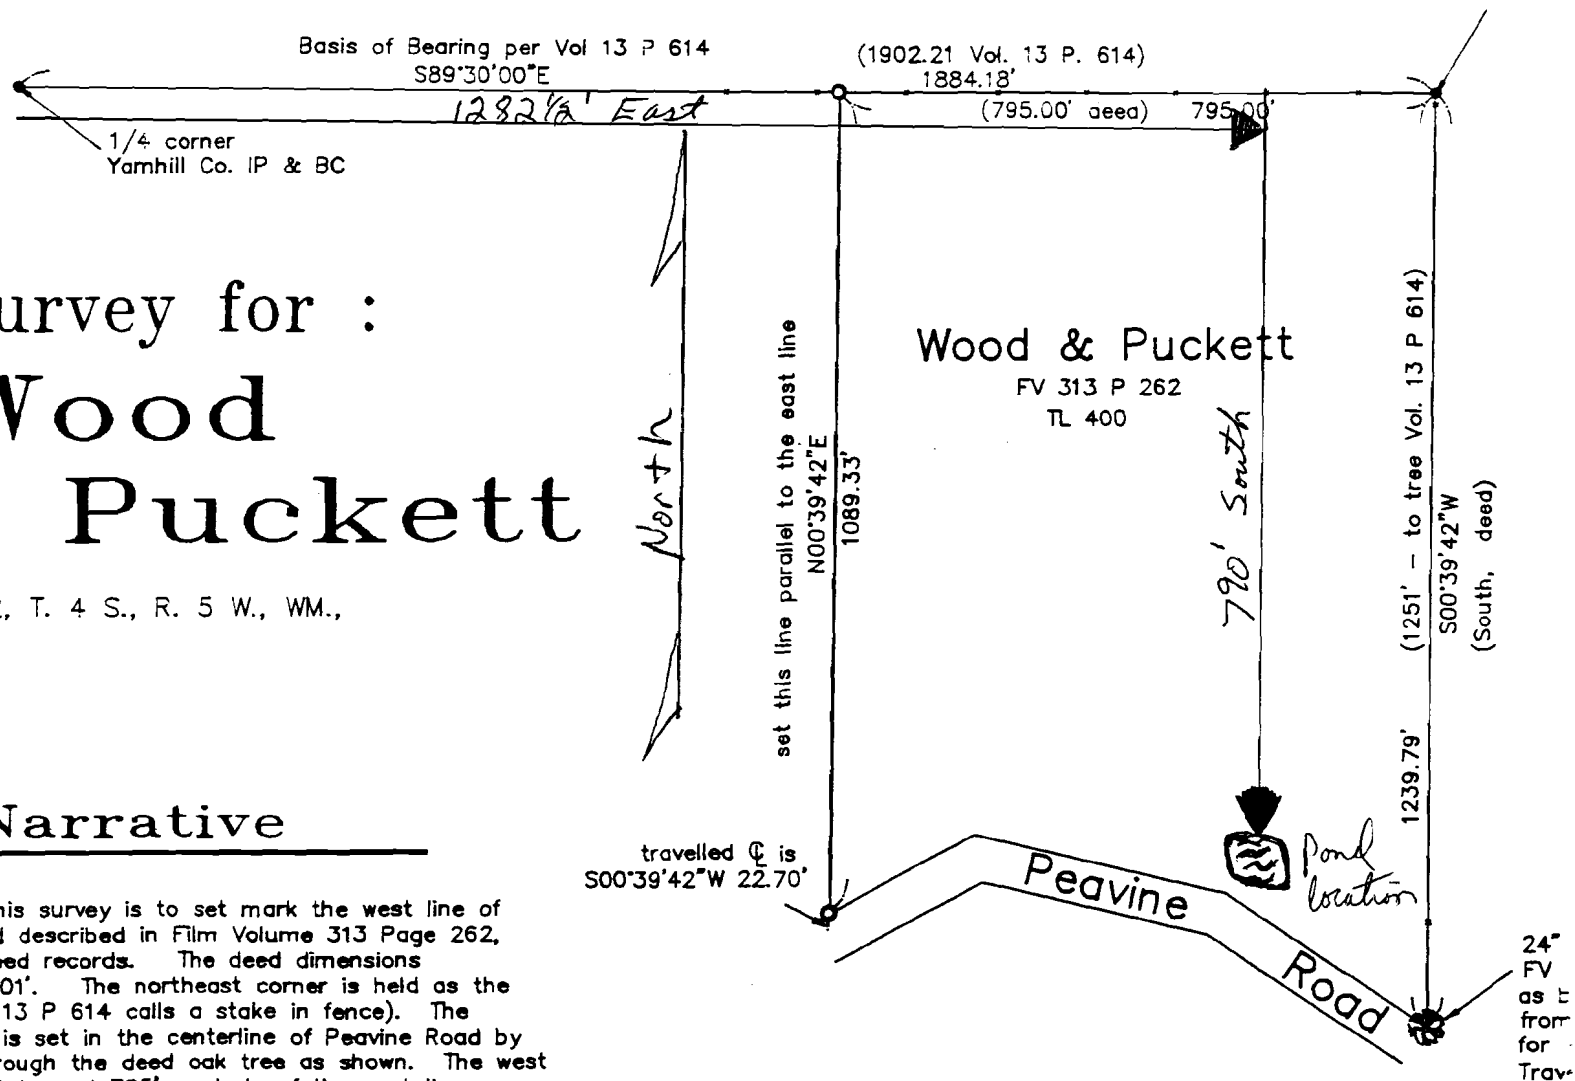 Basis of Bearing per Vol 13 P 614
S89°30'00"E
1282½' East
(1902.21 Vol. 13 P. 614)
1884.18'
(795.00' deed) 795.00'
1/4 corner
Yamhill Co. IP & BC
urvey for :
Wood
Puckett
T. 4 S., R. 5 W., WM.,
North
set this line parallel to the east line
N00°39'42"E
1089.33'
Wood & Puckett
FV 313 P 262
TL 400
790' South
(1251' - to tree Vol. 13 P 614)
S00°39'42"W
(South, deed)
1239.79'
Narrative
travelled ℄ is
S00°39'42"W 22.70'
Peavine
Road
Pond
location
his survey is to set mark the west line of
described in Film Volume 313 Page 262,
ed records. The deed dimensions
01'. The northeast corner is held as the
13 P 614 calls a stake in fence). The
is set in the centerline of Peavine Road by
rough the deed oak tree as shown. The west
24"
FV
as
from
for